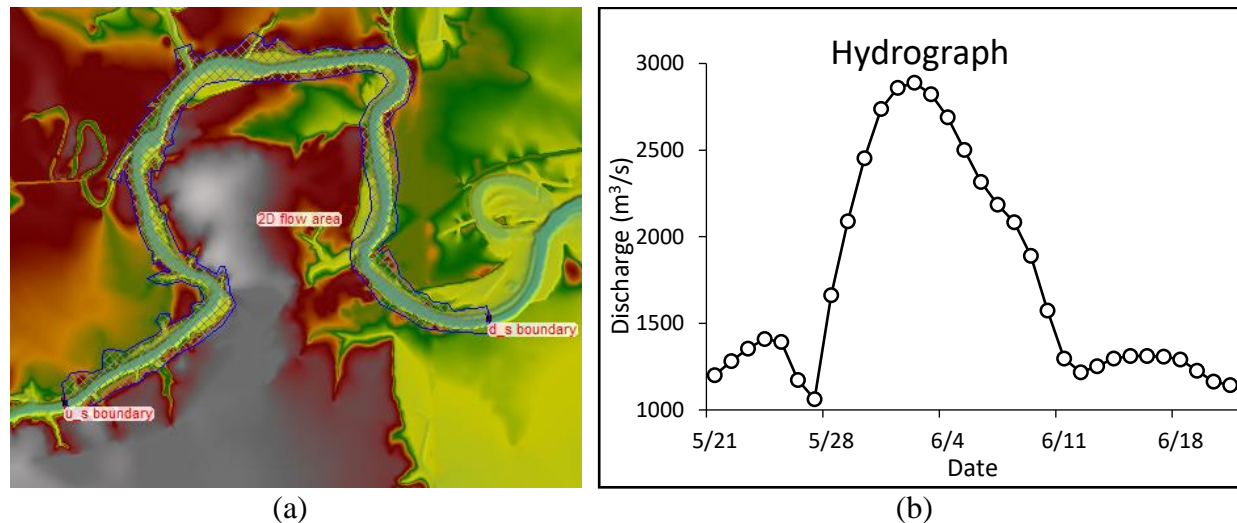 2D flow area
u_s boundary
d_s boundary
(a)
Hydrograph
Discharge (m³/s)
3000
2500
2000
1500
1000
5/21 5/28 6/4 6/11 6/18
Date
(b)